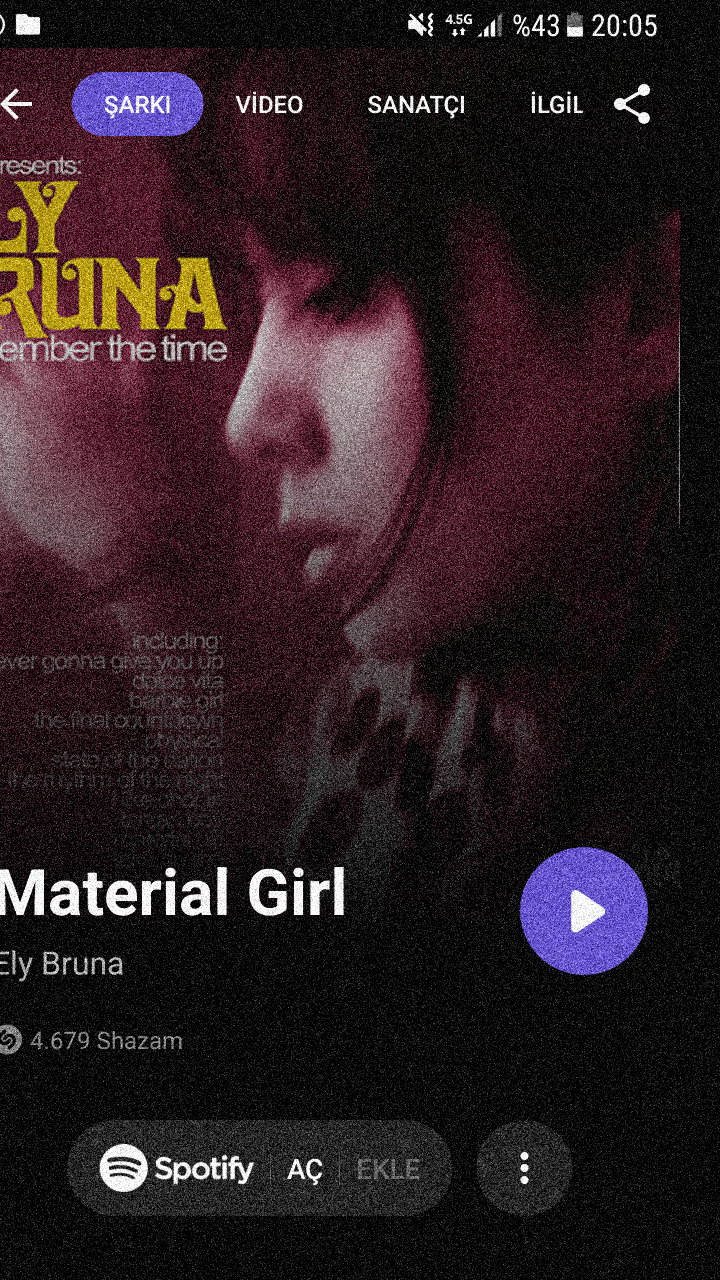 4.5G %43 20:05
ŞARKI VİDEO SANATÇI İLGİL
resents:
LY
RUNA
ember the time
including:
ever gonna give you up
dolce vita
barbie girl
the final countdown
physical
state of the nation
the rhythm of the night
Material Girl
Ely Bruna
4.679 Shazam
Spotify AÇ EKLE